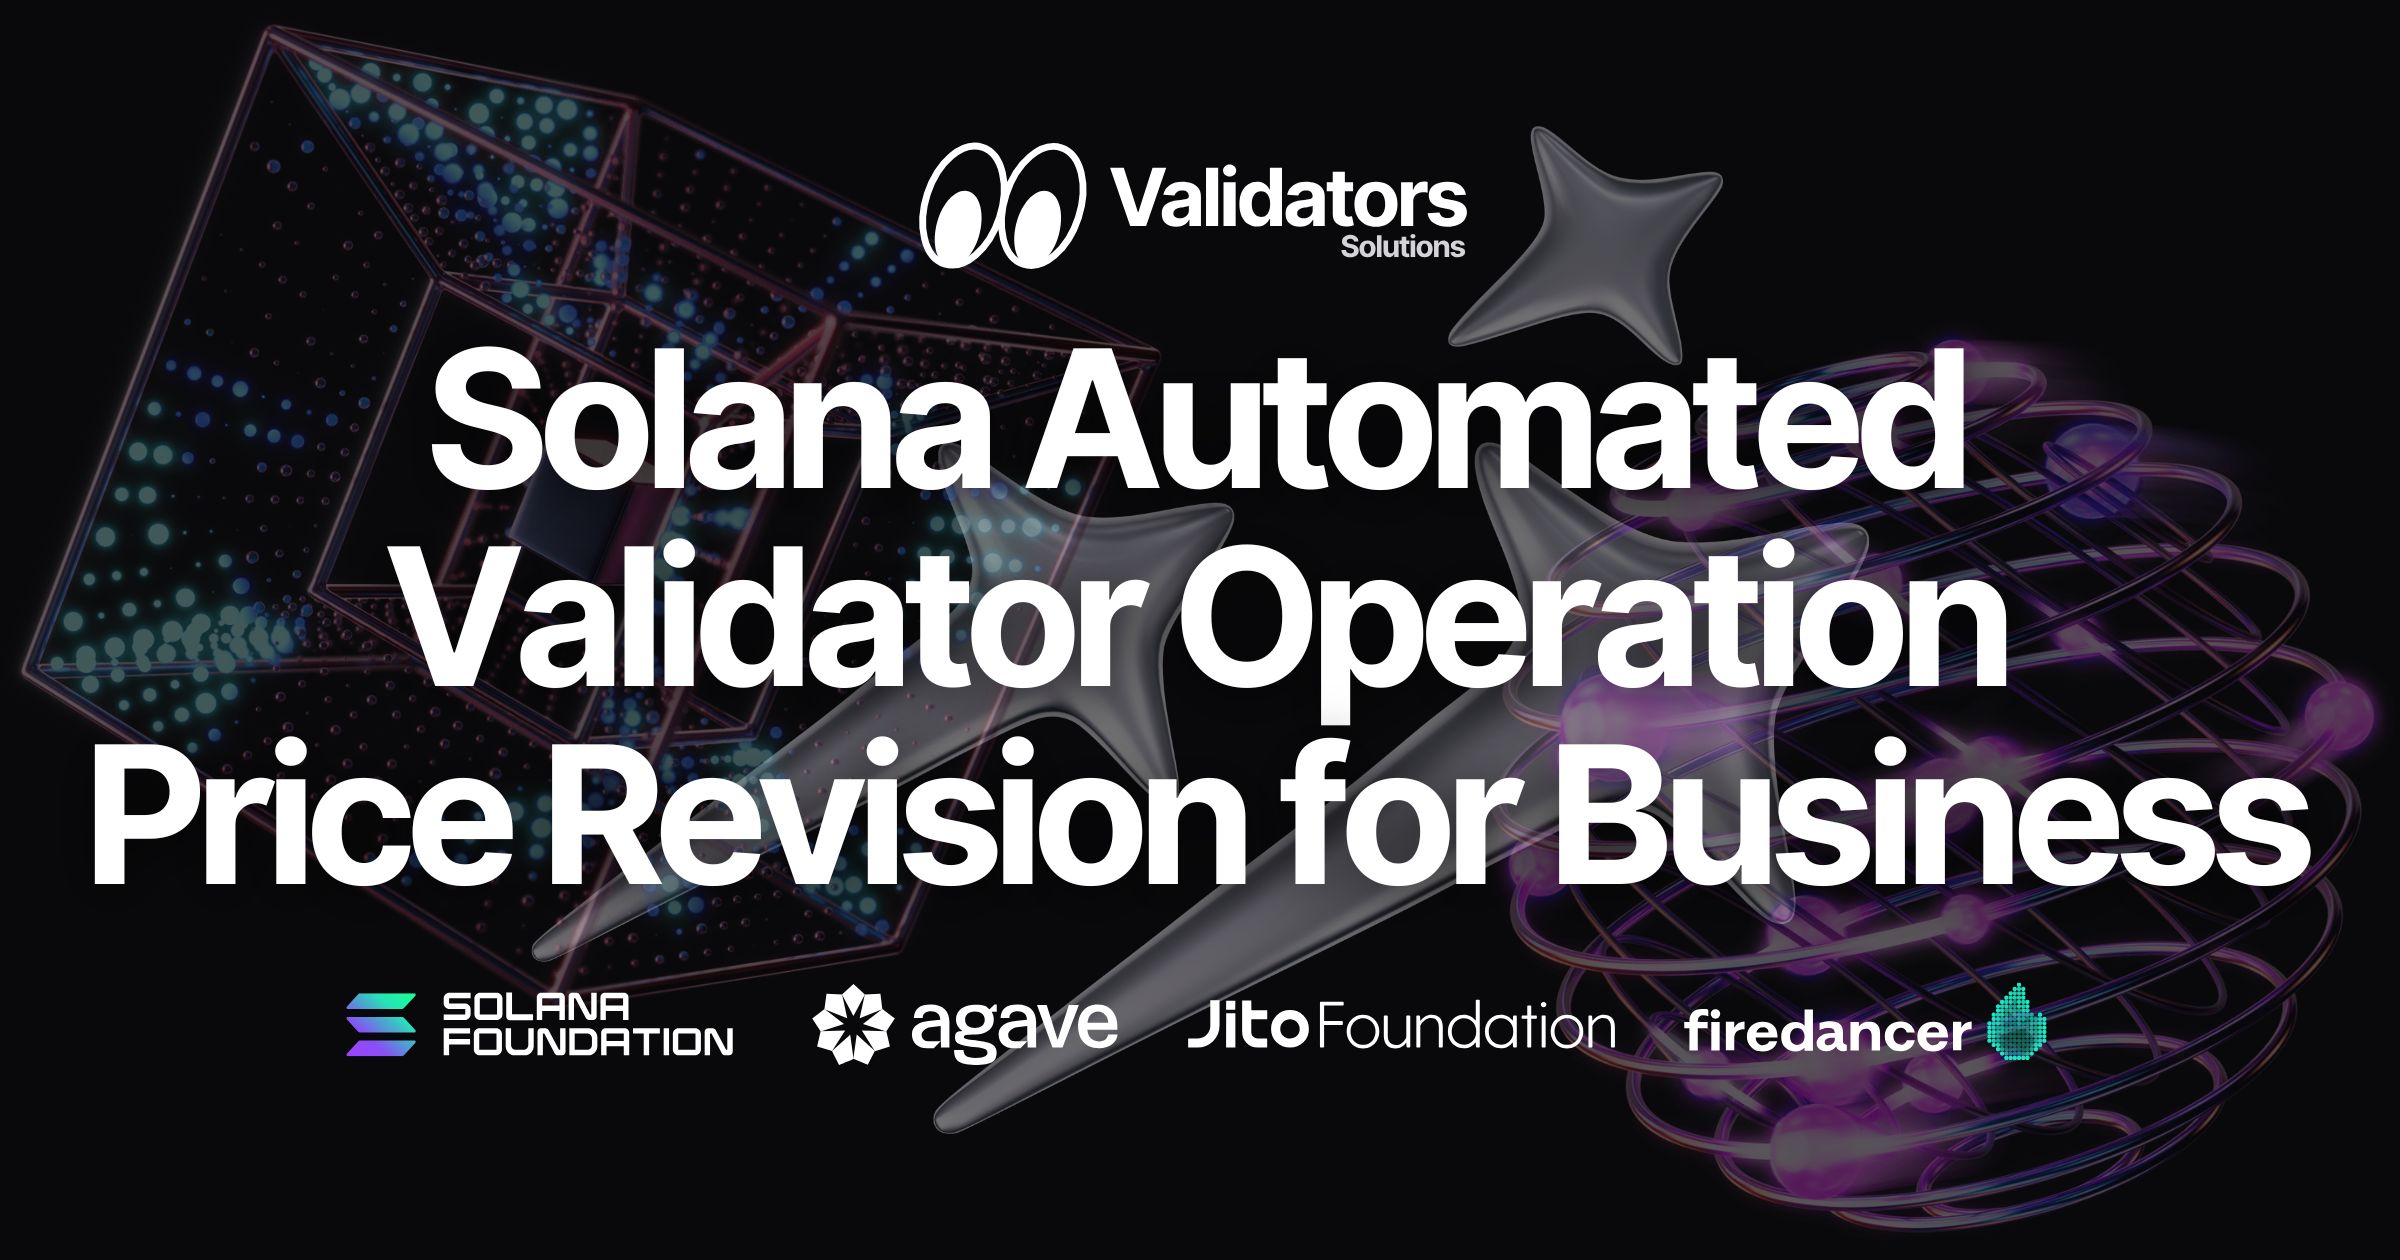 Validators
Solutions
Solana Automated
Validator Operation
Price Revision for Business
SOLANA
FOUNDATION
agave
Jito Foundation
firedancer